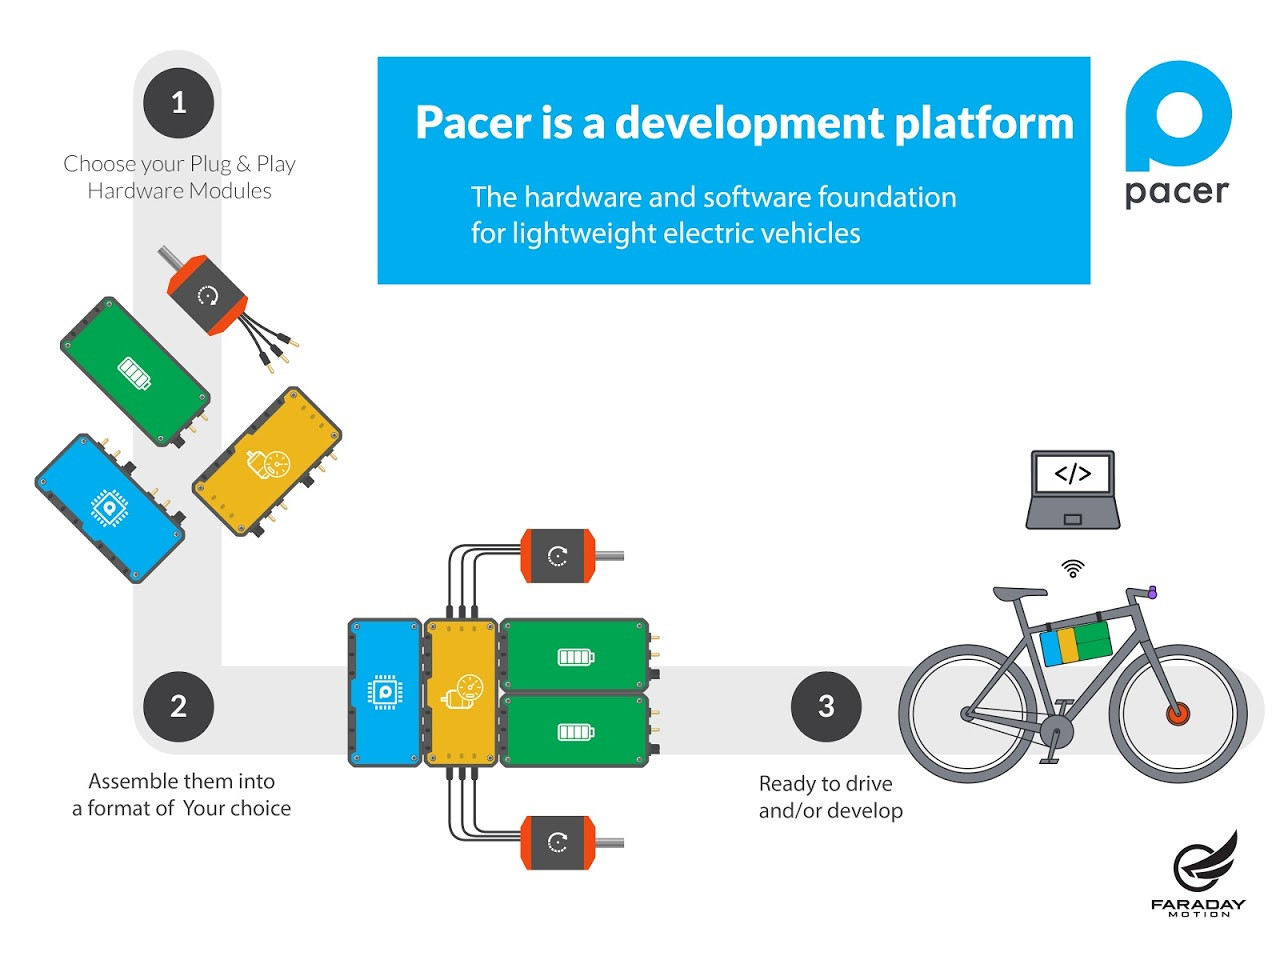 1
Choose your Plug & Play
Hardware Modules
Pacer is a development platform
The hardware and software foundation
for lightweight electric vehicles
pacer
</>
2
Assemble them into
a format of Your choice
3
Ready to drive
and/or develop
FARADAY
MOTION